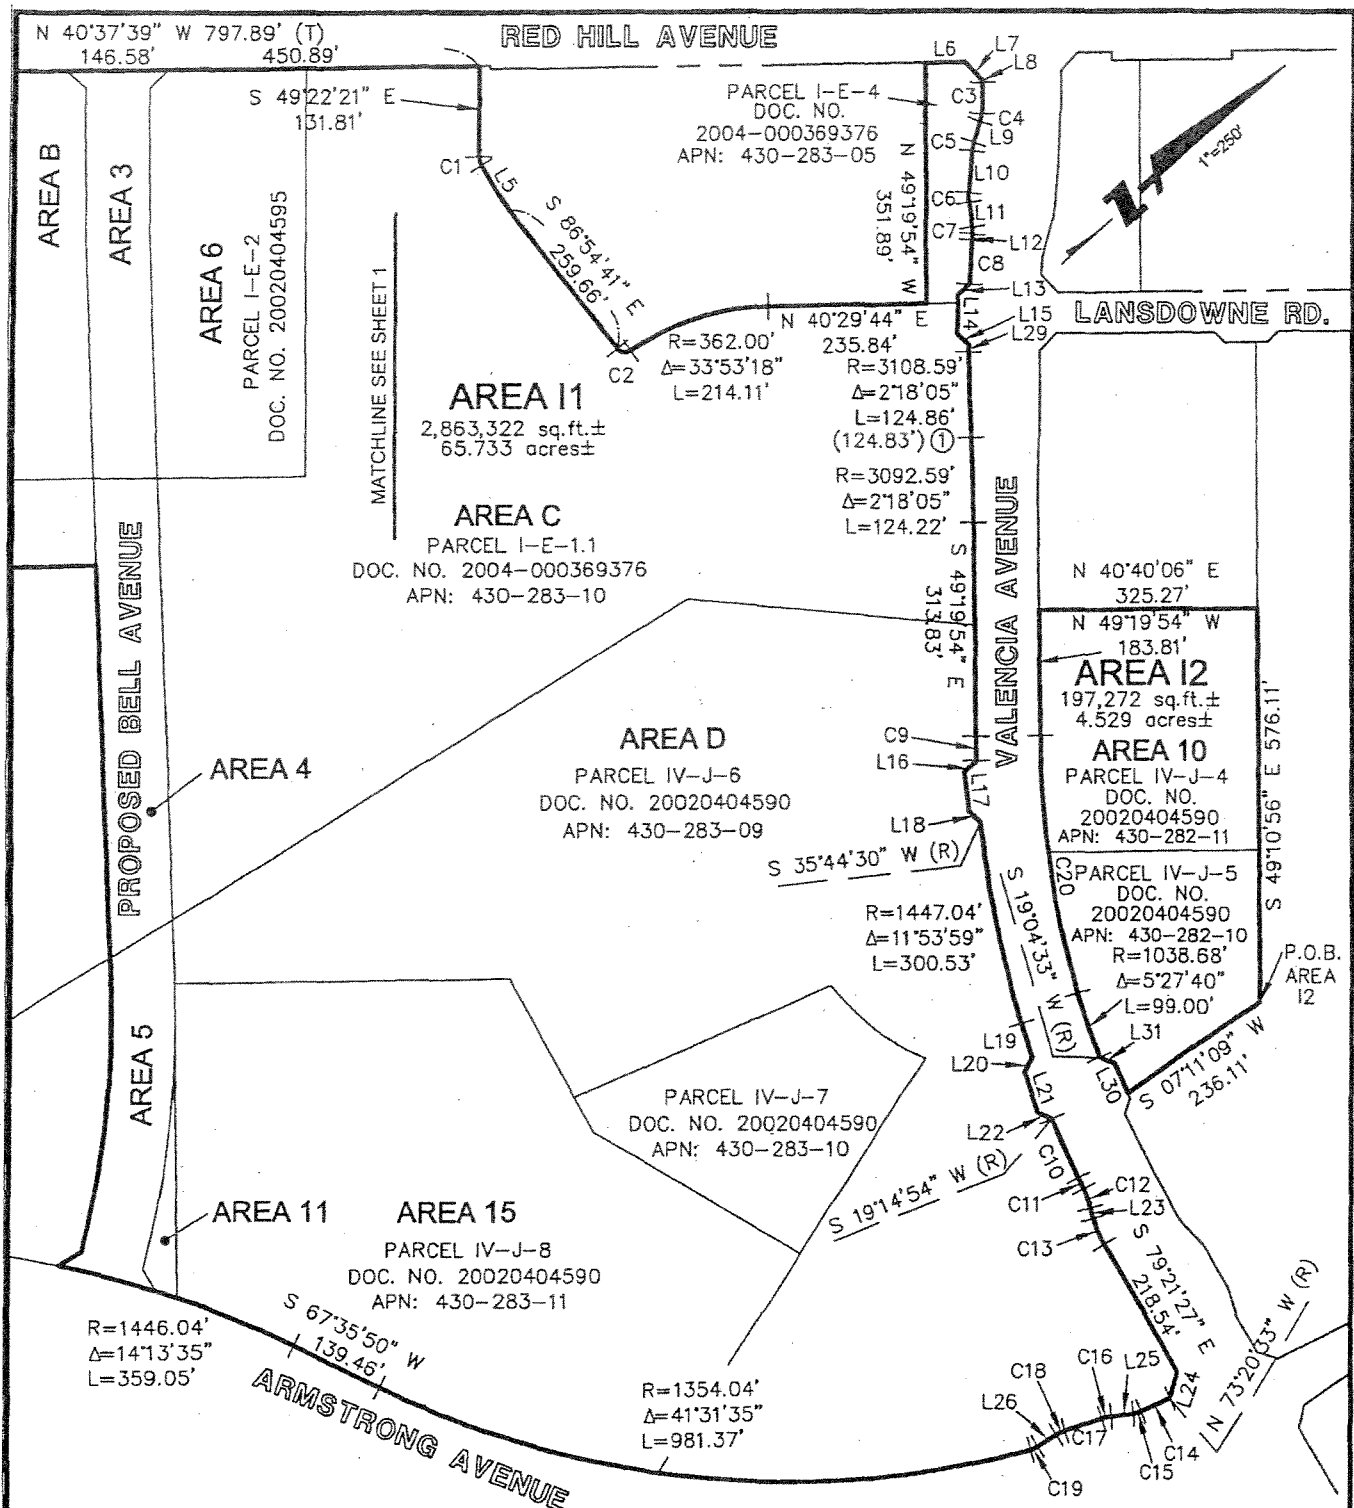 N 40°37'39" W 797.89' (T)
146.58' 450.89'
RED HILL AVENUE
S 49°22'21" E
131.81'
C1
L5
S 86°54'41" E
259.66'
C2
PARCEL I-E-4
DOC. NO.
2004-000369376
APN: 430-283-05
N 49°19'54" W
351.89'
L6
L7
L8
C3
C4
C5
L9
L10
C6
L11
C7
L12
C8
L13
L14
L15
L29
1"=250'
LANSDOWNE RD.
AREA B
AREA 3
AREA 6
PARCEL I-E-2
DOC. NO. 20020404595
MATCHLINE SEE SHEET 1
N 40°29'44" E
235.84'
R=362.00'
Δ=33°53'18"
L=214.11'
R=3108.59'
Δ=2°18'05"
L=124.86'
(124.83') 1
R=3092.59'
Δ=2°18'05"
L=124.22'
AREA I1
2,863,322 sq.ft.±
65.733 acres±
AREA C
PARCEL I-E-1.1
DOC. NO. 2004-000369376
APN: 430-283-10
S 49°19'54" E
313.83'
VALENCIA AVENUE
N 40°40'06" E
325.27'
N 49°19'54" W
183.81'
AREA I2
197,272 sq.ft.±
4.529 acres±
AREA 10
PARCEL IV-J-4
DOC. NO.
20020404590
APN: 430-282-11
S 49°10'56" E 576.11'
PROPOSED BELL AVENUE
AREA 4
AREA D
PARCEL IV-J-6
DOC. NO. 20020404590
APN: 430-283-09
C9
L16
L17
L18
S 35°44'30" W (R)
C20
PARCEL IV-J-5
DOC. NO.
20020404590
APN: 430-282-10
R=1038.68'
Δ=5°27'40"
L=99.00'
P.O.B.
AREA
I2
R=1447.04'
Δ=11°53'59"
L=300.53'
S 19°04'33" W (R)
L31
L30
S 07°11'09" W
236.11'
L19
L20
L21
L22
AREA 5
PARCEL IV-J-7
DOC. NO. 20020404590
APN: 430-283-10
S 19°14'54" W (R)
C10
C11
C12
L23
C13
S 79°21'27" E
218.54'
AREA 11
AREA 15
PARCEL IV-J-8
DOC. NO. 20020404590
APN: 430-283-11
R=1446.04'
Δ=14°13'35"
L=359.05'
S 67°35'50" W
139.46'
ARMSTRONG AVENUE
R=1354.04'
Δ=41°31'35"
L=981.37'
L26
C18
C16
L25
L24
N 73°20'33" W (R)
C17
C14
C15
C19